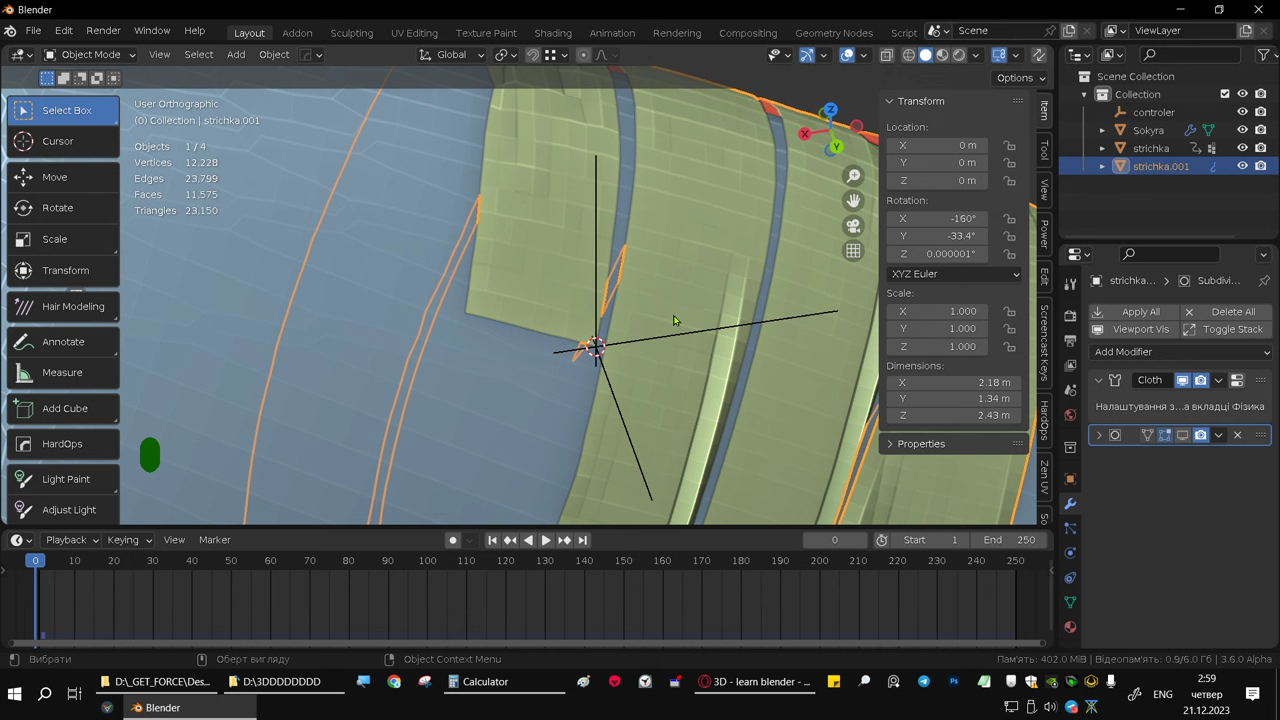 Blender
File Edit Render Window Help Layout Addon Sculpting UV Editing Texture Paint Shading Animation Rendering Compositing Geometry Nodes Scene ViewLayer
Object Mode View Select Add Object Global
Options
Select Box
Cursor
Move
Rotate
Scale
Transform
Hair Modeling
Annotate
Measure
Add Cube
HardOps
Light Paint
Adjust Light
User Orthographic
(0) Collection | strichka.001
Objects 1 / 4
Vertices 12,228
Edges 23,799
Faces 11,575
Triangles 23,150
Z
X
Y
Transform
Location:
X 0 m
Y 0 m
Z 0 m
Rotation:
X -160°
Y -33.4°
Z 0.000001°
XYZ Euler
Scale:
X 1.000
Y 1.000
Z 1.000
Dimensions:
X 2.18 m
Y 1.34 m
Z 2.43 m
Properties
Item
Tool
View
Power
Edit
Screencast Keys
HardOps
Zen UV
So
Scene Collection
Collection
controler
Sokyra
strichka
strichka.001
strichka... Subdivi...
Apply All Delete All
Viewport Vis Toggle Stack
Add Modifier
Cloth
Налаштування з...а вкладці Фізика
Playback Keying View Marker 0 Start 1 End 250
0 10 20 30 40 50 60 70 80 90 100 110 120 130 140 150 160 170 180 190 200 210 220 230 240 250
Вибрати Оберт вигляду Object Context Menu Пам'ять: 402.0 MiB | Відеопам'ять: 0.9/6.0 Гі | 3.6.0 Alpha
D:\_GET_FORCE\Des... D:\3DDDDDDDD Calculator 3D - learn blender - ... ENG
2:59
четвер
21.12.2023
Blender